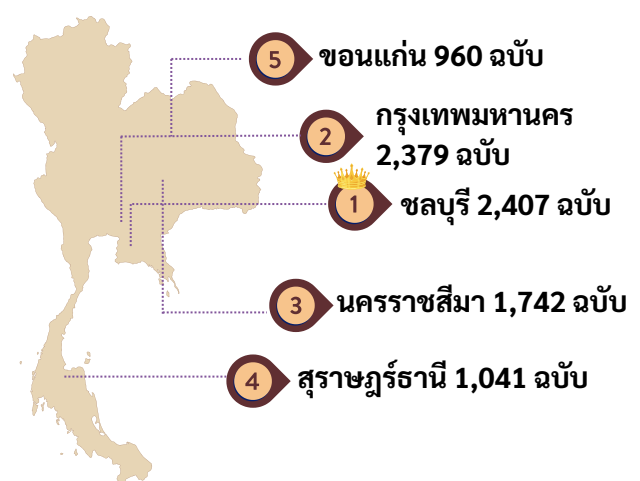 5 ขอนแก่น 960 ฉบับ
2 กรุงเทพมหานคร
2,379 ฉบับ
1 ชลบุรี 2,407 ฉบับ
3 นครราชสีมา 1,742 ฉบับ
4 สุราษฎร์ธานี 1,041 ฉบับ